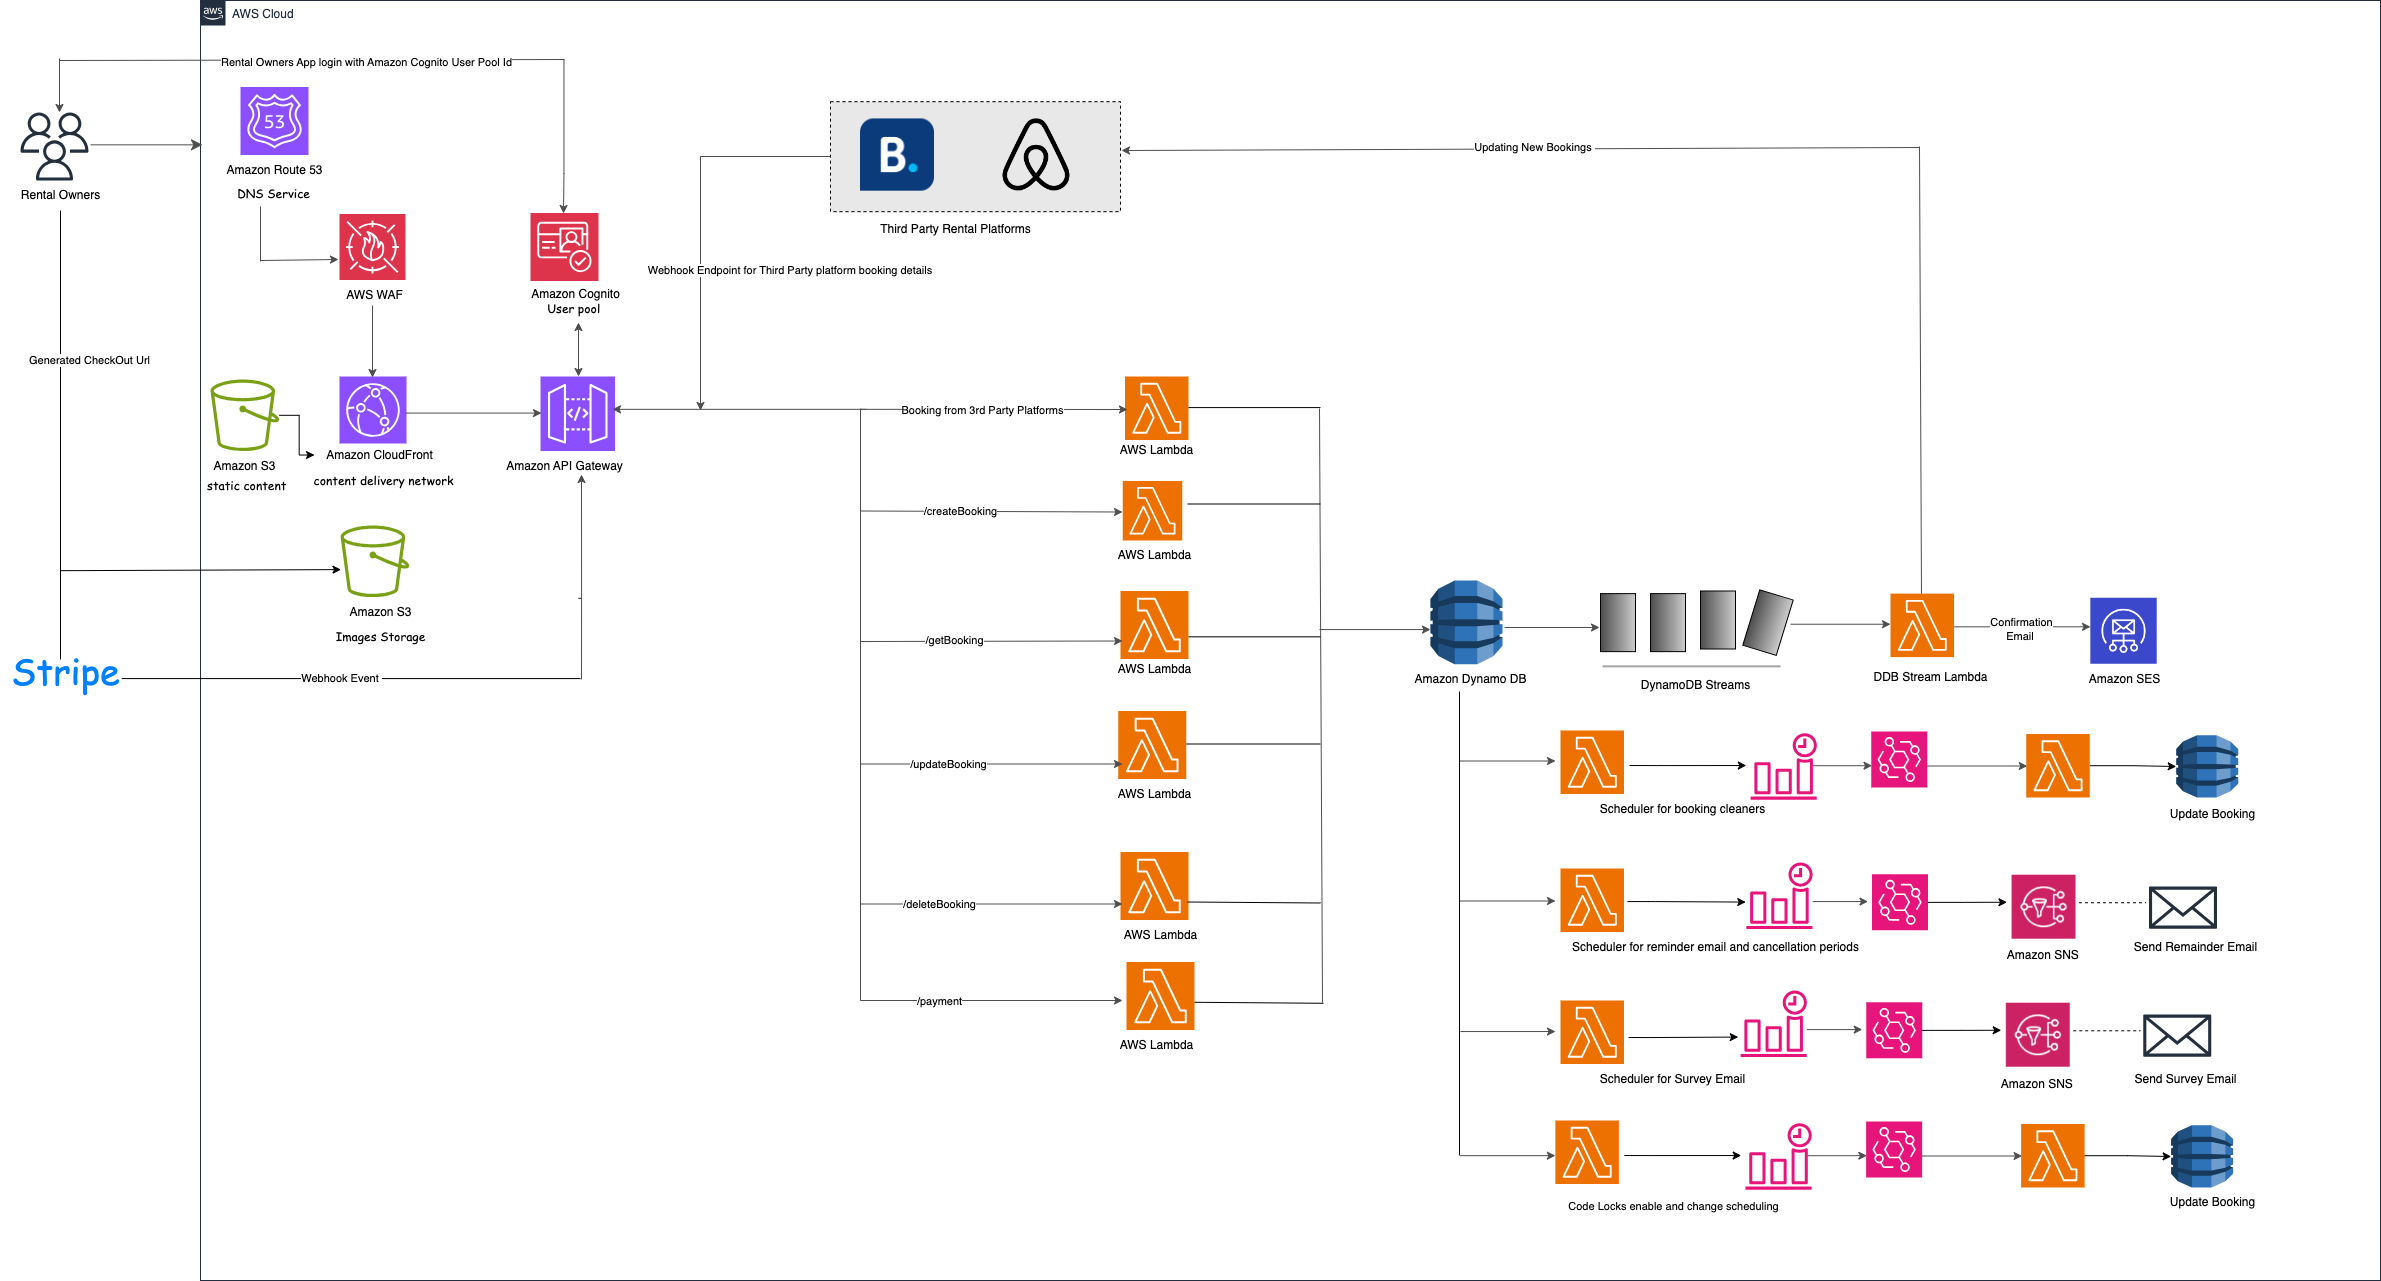 aws
AWS Cloud
Rental Owners App login with Amazon Cognito User Pool Id
53
Amazon Route 53
DNS Service
Rental Owners
B.
Third Party Rental Platforms
Updating New Bookings
AWS WAF
Amazon Cognito
User pool
Webhook Endpoint for Third Party platform booking details
Generated CheckOut Url
Amazon S3
static content
Amazon CloudFront
content delivery network
</>
Amazon API Gateway
Booking from 3rd Party Platforms
AWS Lambda
/createBooking
AWS Lambda
Amazon S3
Images Storage
/getBooking
AWS Lambda
Stripe
Webhook Event
Amazon Dynamo DB
DynamoDB Streams
DDB Stream Lambda
Confirmation
Email
Amazon SES
/updateBooking
AWS Lambda
Scheduler for booking cleaners
Update Booking
/deleteBooking
AWS Lambda
Scheduler for reminder email and cancellation periods
Amazon SNS
Send Remainder Email
/payment
AWS Lambda
Scheduler for Survey Email
Amazon SNS
Send Survey Email
Code Locks enable and change scheduling
Update Booking